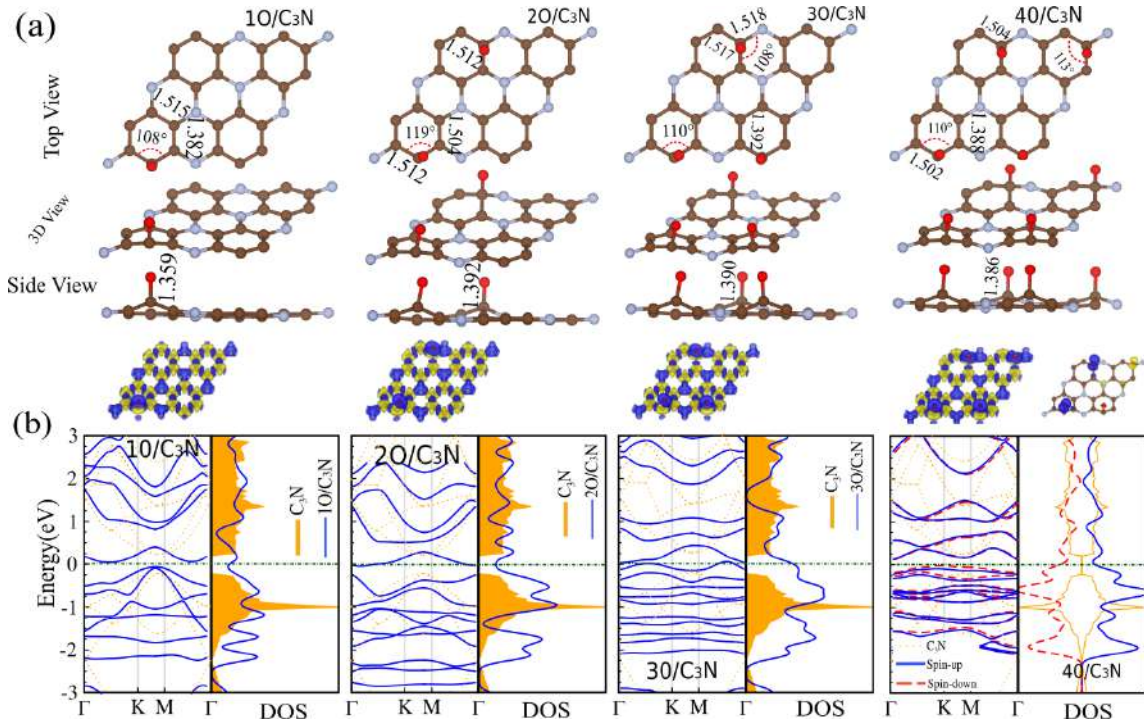 (a)
1O/C3N
2O/C3N
3O/C3N
4O/C3N
Top View
1.515
1.382
108°
1.512
119°
1.504
1.512
1.518
1.517
108°
110°
1.392
1.504
113°
110°
1.388
1.502
3D View
Side View
1.359
1.392
1.390
1.386
(b)
Energy(eV)
3
2
1
0
-1
-2
-3
1O/C3N
C3N
1O/C3N
2O/C3N
C3N
2O/C3N
3O/C3N
C3N
3O/C3N
C3N
Spin-up
Spin-down
4O/C3N
Γ K M Γ DOS
Γ K M Γ DOS
Γ K M Γ DOS
Γ K M Γ DOS